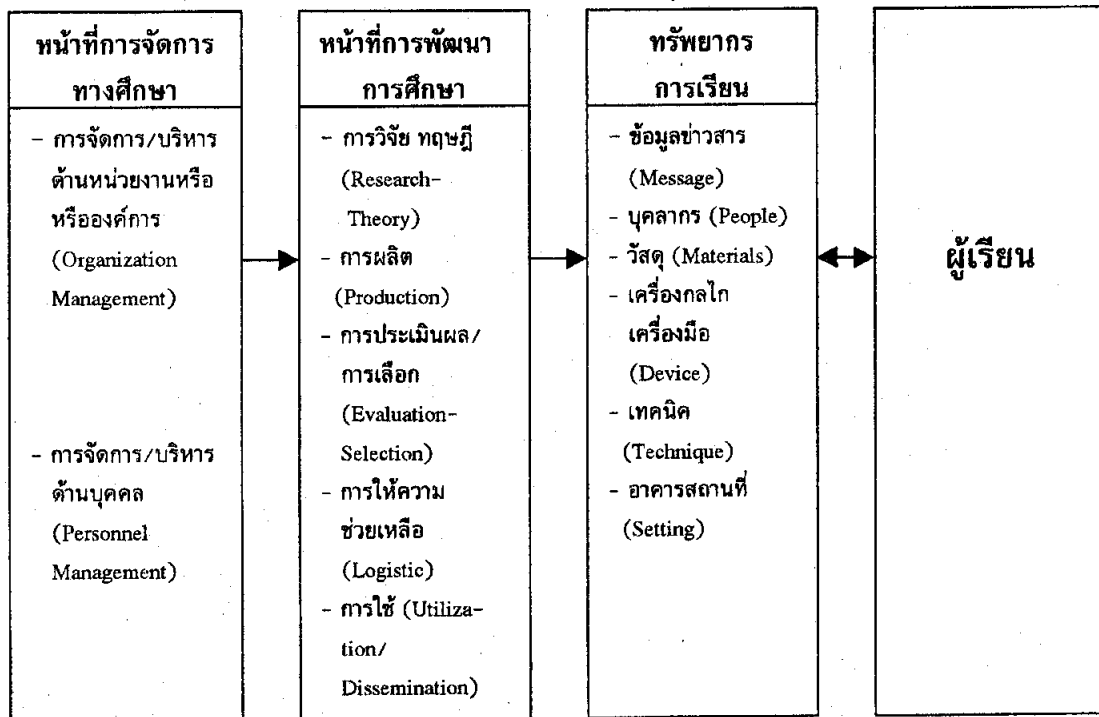 หน้าที่การจัดการ
ทางศึกษา
- การจัดการ/บริหาร
ด้านหน่วยงานหรือ
หรือองค์การ
(Organization
Management)
- การจัดการ/บริหาร
ด้านบุคคล
(Personnel
Management)
หน้าที่การพัฒนา
การศึกษา
- การวิจัย ทฤษฎี
(Research-
Theory)
- การผลิต
(Production)
- การประเมินผล/
การเลือก
(Evaluation-
Selection)
- การให้ความ
ช่วยเหลือ
(Logistic)
- การใช้ (Utiliza-
tion/
Dissemination)
ทรัพยากร
การเรียน
- ข้อมูลข่าวสาร
(Message)
- บุคลากร (People)
- วัสดุ (Materials)
- เครื่องกลไก
เครื่องมือ
(Device)
- เทคนิค
(Technique)
- อาคารสถานที่
(Setting)
ผู้เรียน